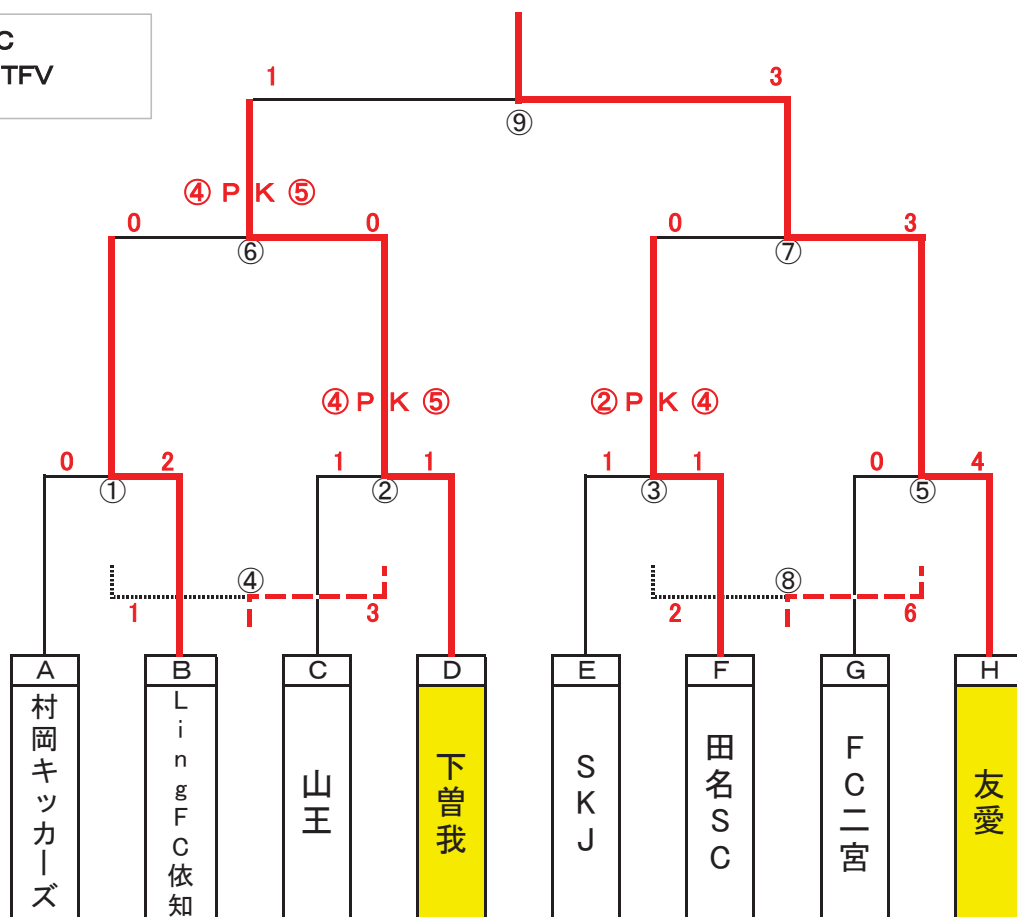 C
TFV
1 3
⑨
④ P K ⑤
0 0 0 3
⑥ ⑦
④ P K ⑤ ② P K ④
0 2 1 1 1 1 0 4
① ② ③ ⑤
④ ⑧
1 3 2 6
A B C D E F G H
村岡キッカーズ
LingFC依知
山王
下曽我
SKJ
田名SC
FC二宮
友愛